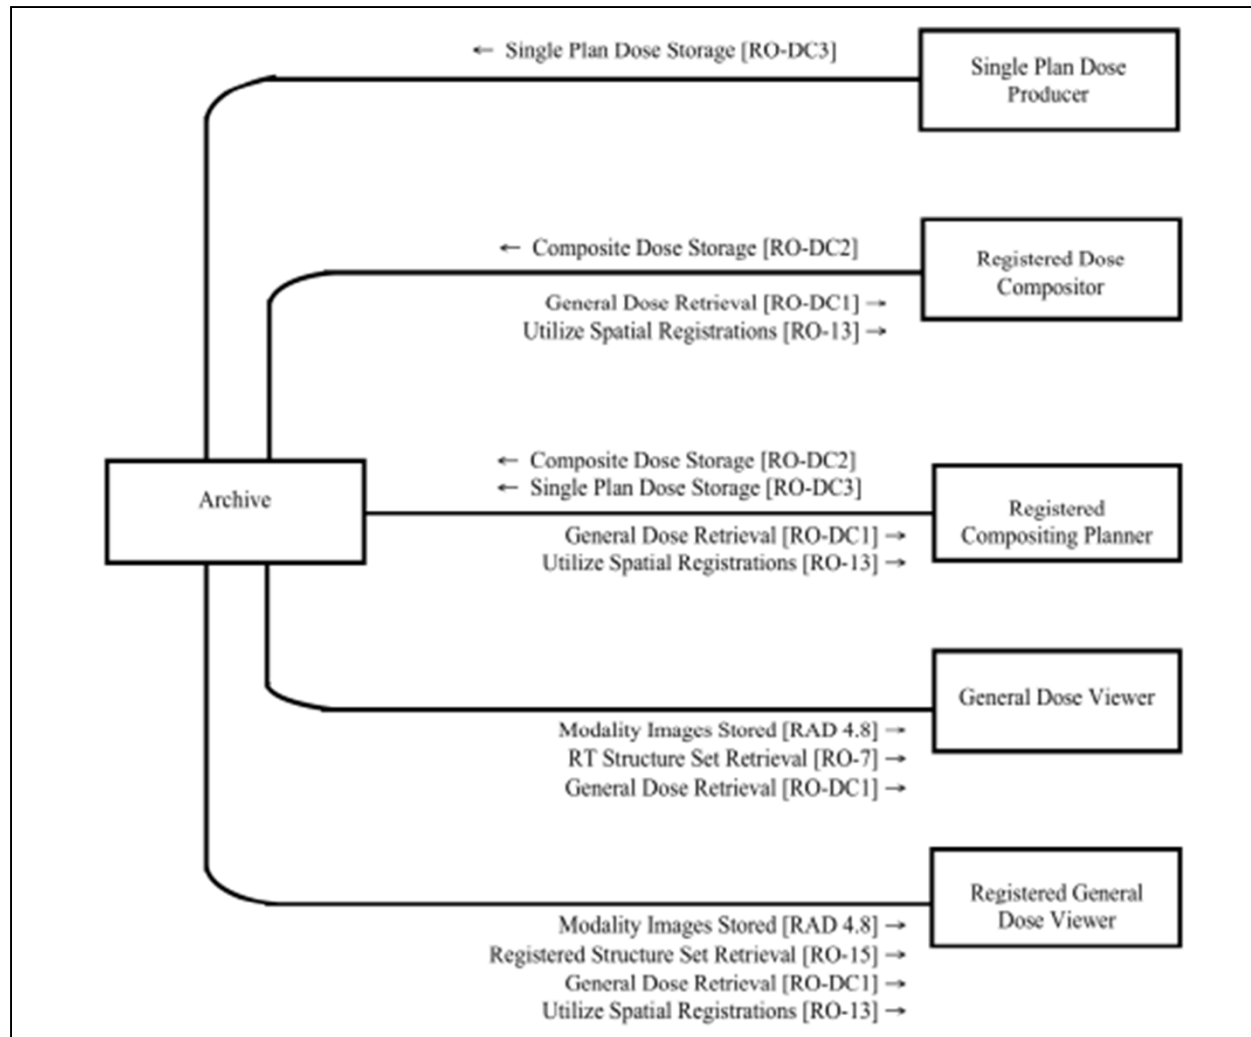 ← Single Plan Dose Storage [RO-DC3]
Single Plan Dose
Producer
← Composite Dose Storage [RO-DC2]
Registered Dose
Compositor
General Dose Retrieval [RO-DC1] →
Utilize Spatial Registrations [RO-13] →
Archive
← Composite Dose Storage [RO-DC2]
← Single Plan Dose Storage [RO-DC3]
Registered
Compositing Planner
General Dose Retrieval [RO-DC1] →
Utilize Spatial Registrations [RO-13] →
General Dose Viewer
Modality Images Stored [RAD 4.8] →
RT Structure Set Retrieval [RO-7] →
General Dose Retrieval [RO-DC1] →
Registered General
Dose Viewer
Modality Images Stored [RAD 4.8] →
Registered Structure Set Retrieval [RO-15] →
General Dose Retrieval [RO-DC1] →
Utilize Spatial Registrations [RO-13] →